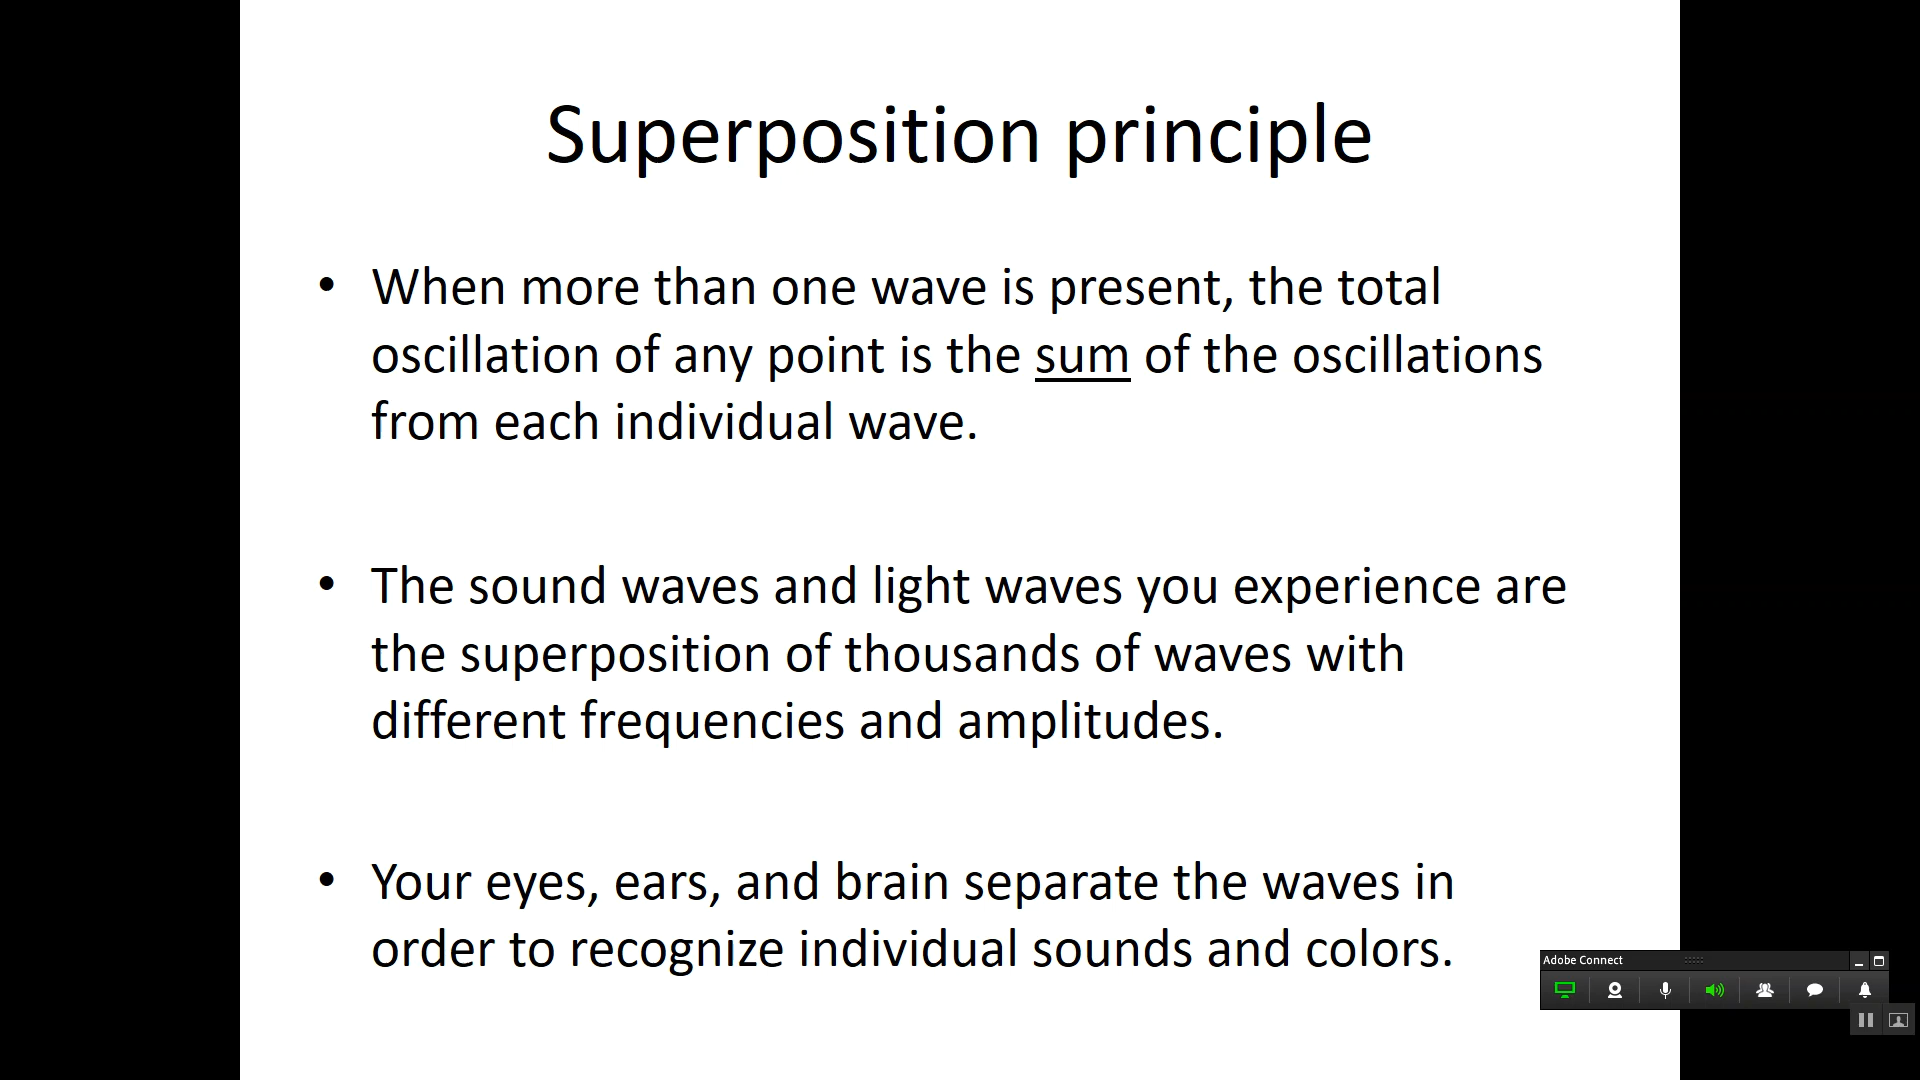 Superposition principle
• When more than one wave is present, the total
oscillation of any point is the sum of the oscillations
from each individual wave.
• The sound waves and light waves you experience are
the superposition of thousands of waves with
different frequencies and amplitudes.
• Your eyes, ears, and brain separate the waves in
order to recognize individual sounds and colors.
Adobe Connect